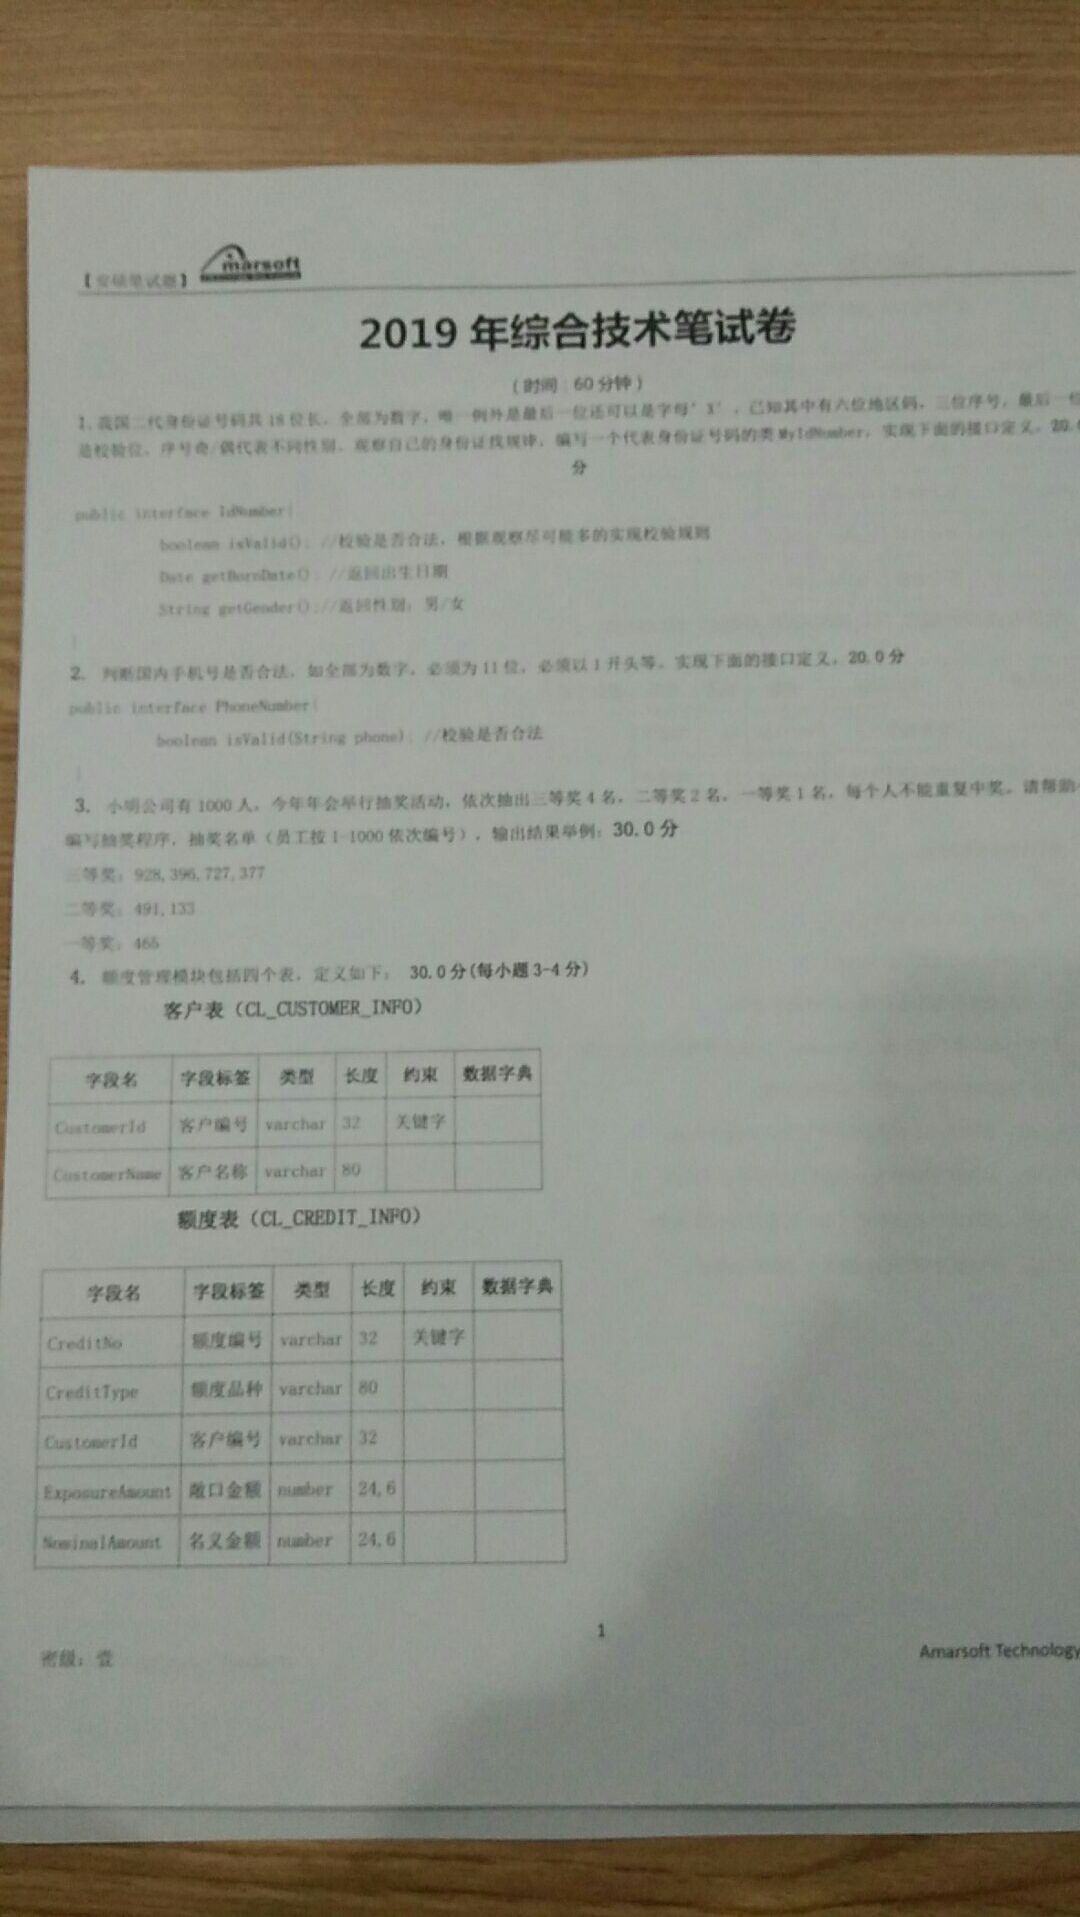 【安硕笔试题】 marsoft
2019 年综合技术笔试卷
(时间：60 分钟)
1.我国二代身份证号码共 18 位长，全部为数字，唯一例外是最后一位还可以是字母'X'，已知其中有六位地区码，三位序号，最后一位
是校验位，序号奇/偶代表不同性别。观察自己的身份证找规律，编写一个代表身份证号码的类 MyIdNumber，实现下面的接口定义。20.
分
public interface IdNumber{
boolean isValid(); //校验是否合法，根据观察尽可能多的实现校验规则
Date getBornDate(); //返回出生日期
String getGender();//返回性别：男/女
}
2. 判断国内手机号是否合法，如全部为数字，必须为 11 位，必须以 1 开头等，实现下面的接口定义。20.0 分
public interface PhoneNumber{
boolean isValid(String phone); //校验是否合法
}
3. 小明公司有 1000 人，今年年会举行抽奖活动，依次抽出三等奖 4 名，二等奖 2 名，一等奖 1 名，每个人不能重复中奖。请帮助
编写抽奖程序，抽奖名单（员工按 1-1000 依次编号），输出结果举例：30.0 分
三等奖：928,396,727,377
二等奖：491,133
一等奖：465
4. 额度管理模块包括四个表，定义如下： 30.0 分(每小题 3-4 分)
客户表（CL_CUSTOMER_INFO）
字段名 字段标签 类型 长度 约束 数据字典
CustomerId 客户编号 varchar 32 关键字
CustomerName 客户名称 varchar 80
额度表（CL_CREDIT_INFO）
字段名 字段标签 类型 长度 约束 数据字典
CreditNo 额度编号 varchar 32 关键字
CreditType 额度品种 varchar 80
CustomerId 客户编号 varchar 32
ExposureAmount 敞口金额 number 24,6
NominalAmount 名义金额 number 24,6
1
密级：壹 Amarsoft Technology